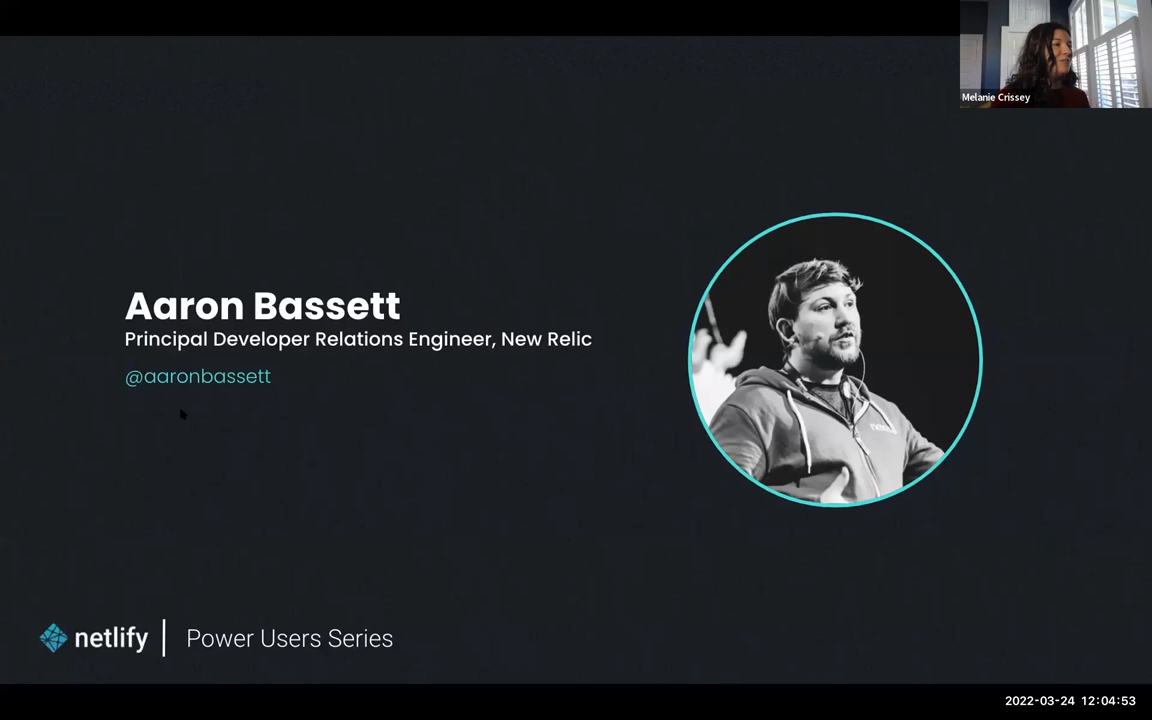 Melanie Crissey
Aaron Bassett
Principal Developer Relations Engineer, New Relic
@aaronbassett
netlify
Power Users Series
2022-03-24 12:04:53